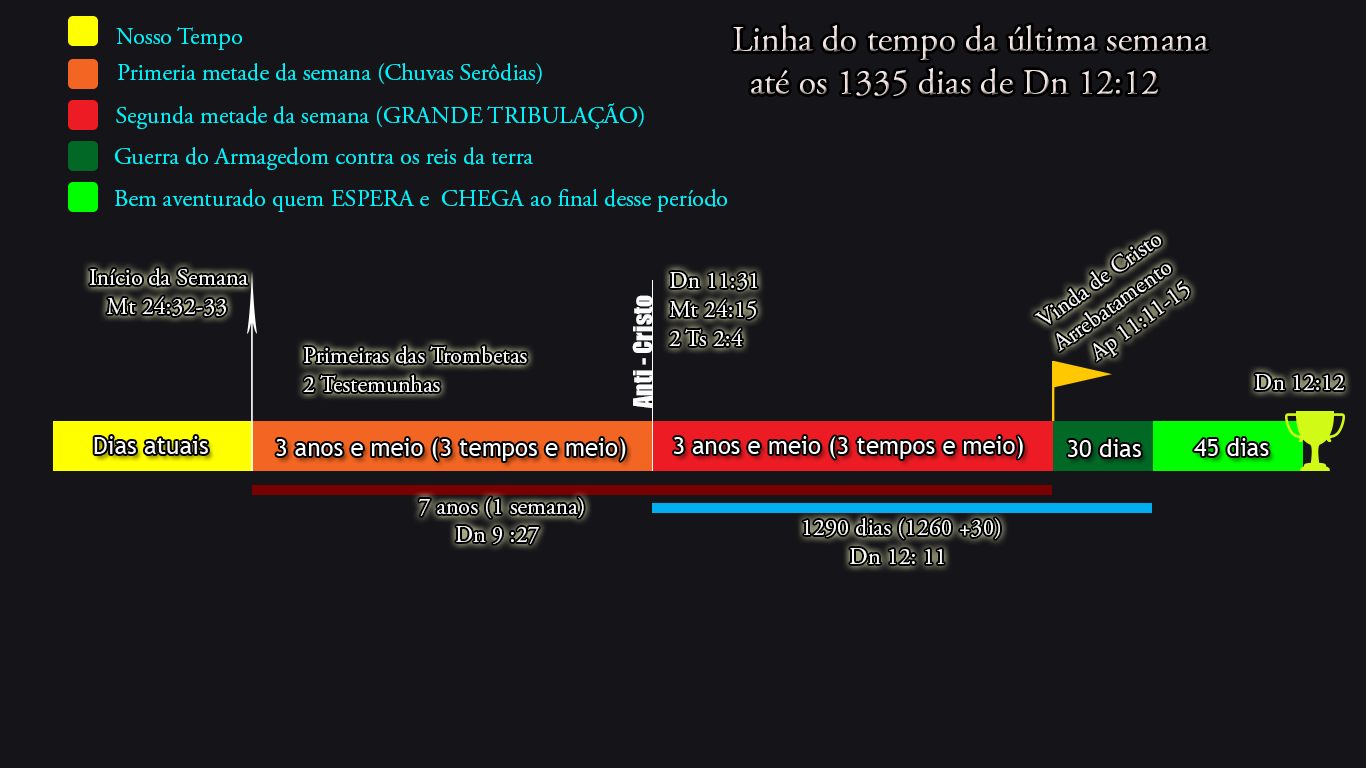 Nosso Tempo
Primeria metade da semana (Chuvas Serôdias)
Segunda metade da semana (GRANDE TRIBULAÇÃO)
Guerra do Armagedom contra os reis da terra
Bem aventurado quem ESPERA e  CHEGA ao final desse período
Linha do tempo da última semana
até os 1335 dias de Dn 12:12
Início da Semana
Mt 24:32-33
Primeiras das Trombetas
2 Testemunhas
Anti - Cristo
Dn 11:31
Mt 24:15
2 Ts 2:4
Vinda de Cristo
Arrebatamento
Ap 11:11-15
Dn 12:12
Dias atuais
3 anos e meio (3 tempos e meio)
3 anos e meio (3 tempos e meio)
30 dias
45 dias
7 anos (1 semana)
Dn 9 :27
1290 dias (1260 +30)
Dn 12: 11